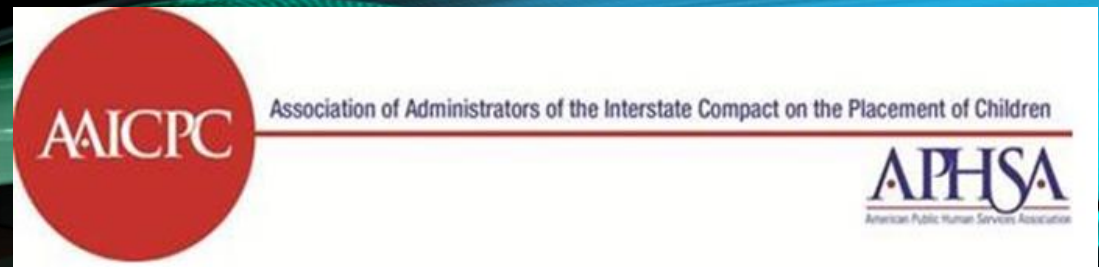 AAICPC
Association of Administrators of the Interstate Compact on the Placement of Children
APHSA
American Public Human Services Association